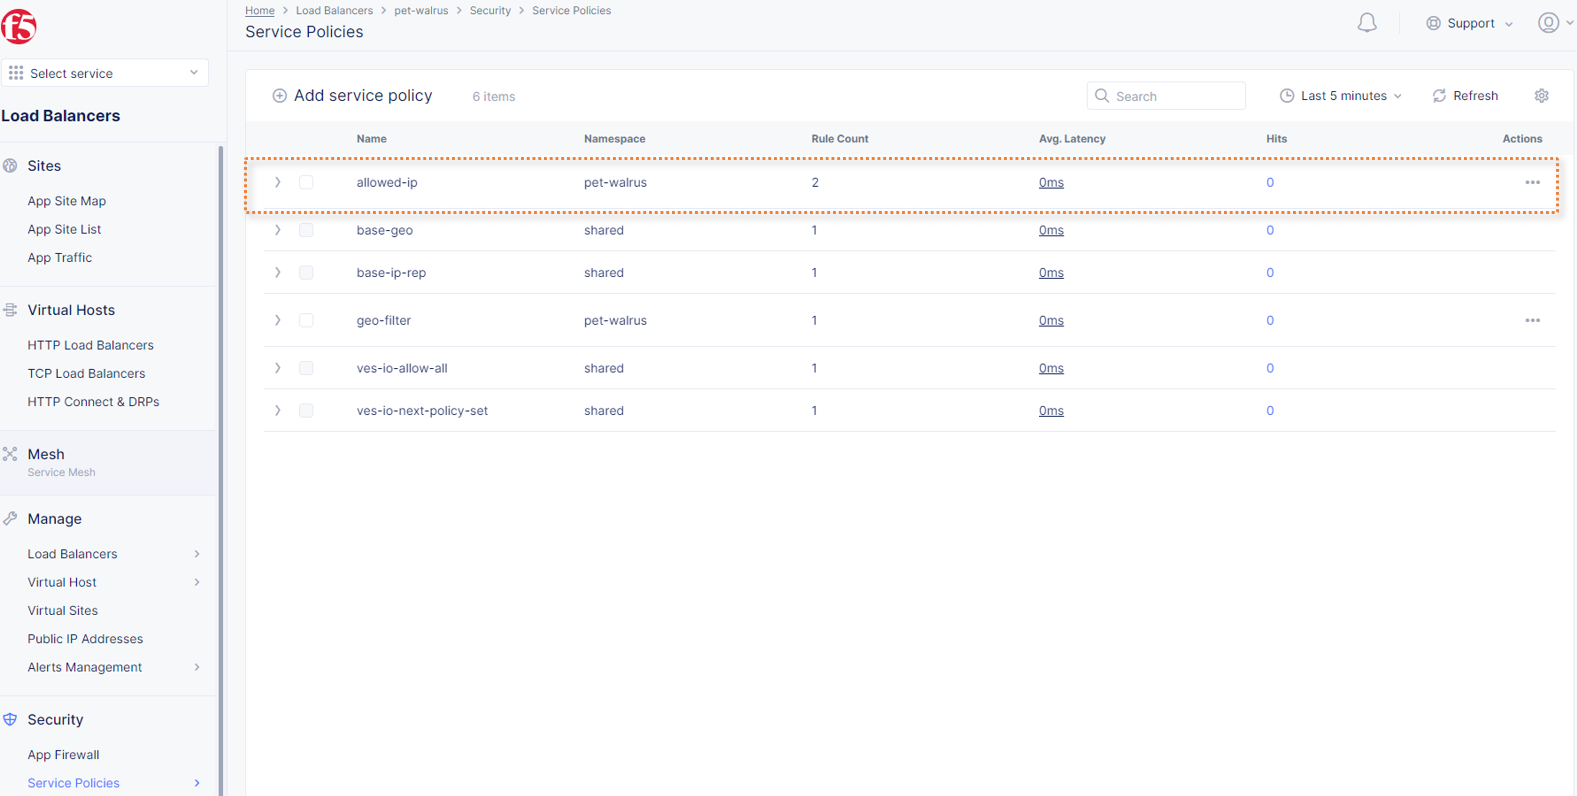 f5
Home > Load Balancers > pet-walrus > Security > Service Policies
Service Policies
Support
Select service
Load Balancers
Sites
App Site Map
App Site List
App Traffic
Virtual Hosts
HTTP Load Balancers
TCP Load Balancers
HTTP Connect & DRPs
Mesh
Service Mesh
Manage
Load Balancers
Virtual Host
Virtual Sites
Public IP Addresses
Alerts Management
Security
App Firewall
Service Policies
Add service policy 6 items Search Last 5 minutes Refresh
Name Namespace Rule Count Avg. Latency Hits Actions
allowed-ip pet-walrus 2 0ms 0
base-geo shared 1 0ms 0
base-ip-rep shared 1 0ms 0
geo-filter pet-walrus 1 0ms 0
ves-io-allow-all shared 1 0ms 0
ves-io-next-policy-set shared 1 0ms 0